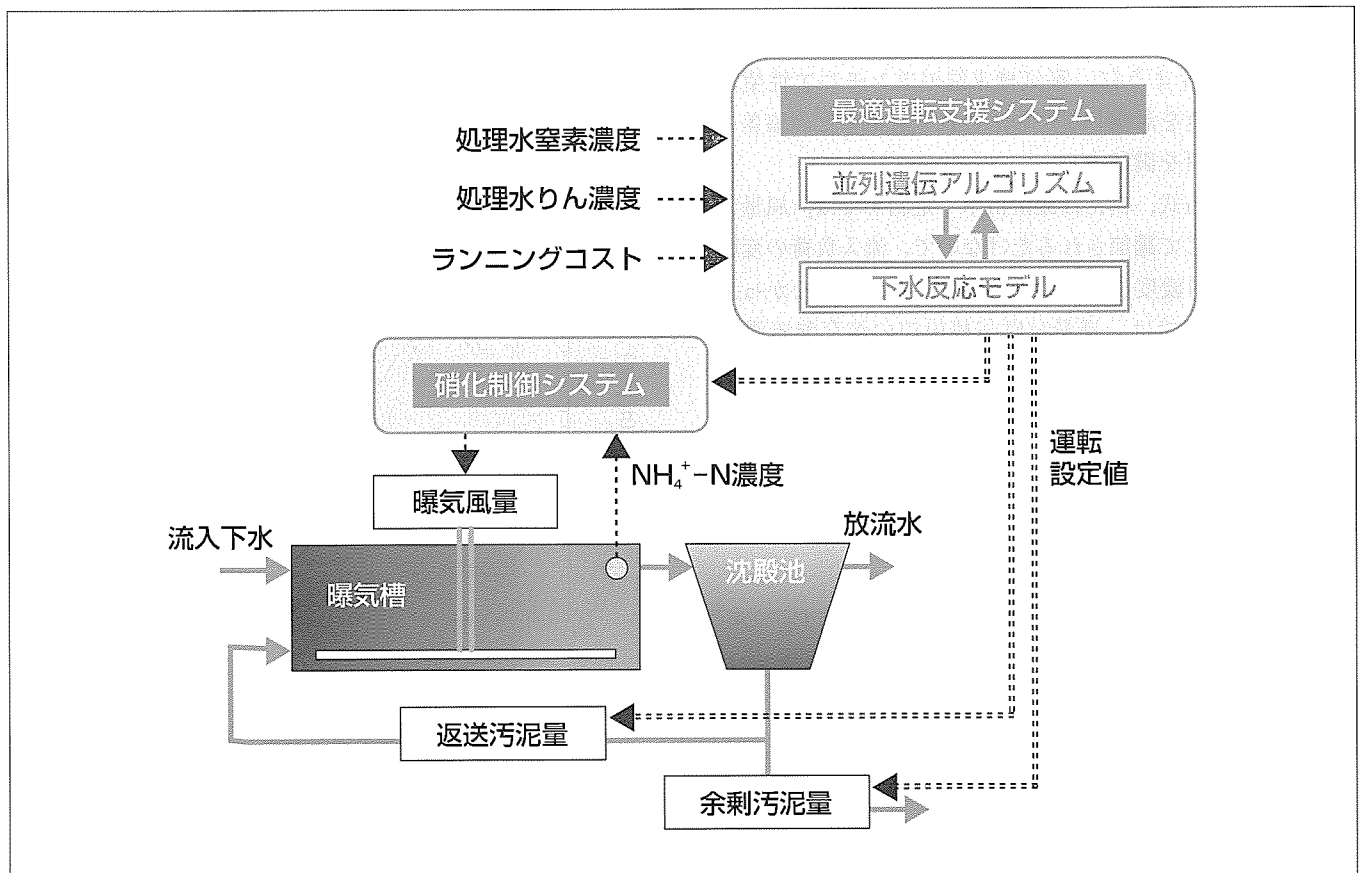 最適運転支援システム
処理水窒素濃度
並列遺伝アルゴリズム
処理水りん濃度
ランニングコスト
下水反応モデル
硝化制御システム
運転
設定値
NH₄⁺-N濃度
曝気風量
放流水
流入下水
沈殿池
曝気槽
返送汚泥量
余剰汚泥量